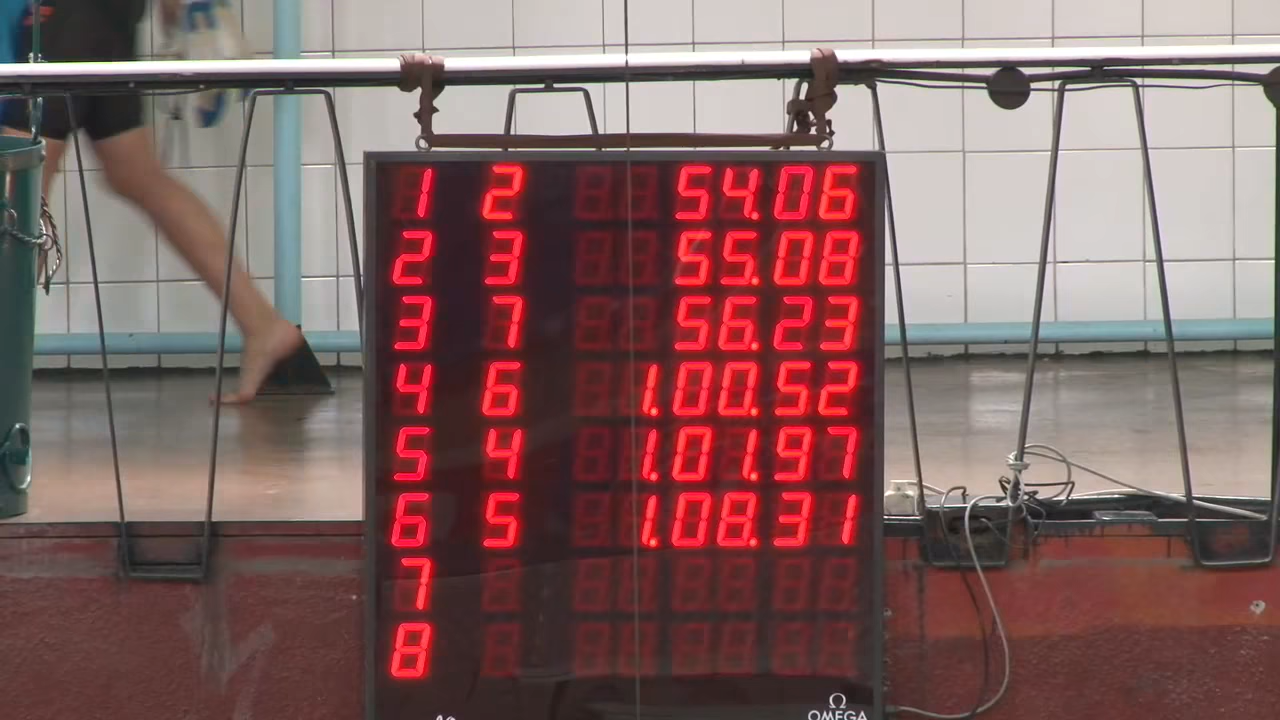 1 2 54.06
2 3 55.08
3 7 56.23
4 6 1.00.52
5 4 1.01.97
6 5 1.08.31
7
8
Ω
OMEGA